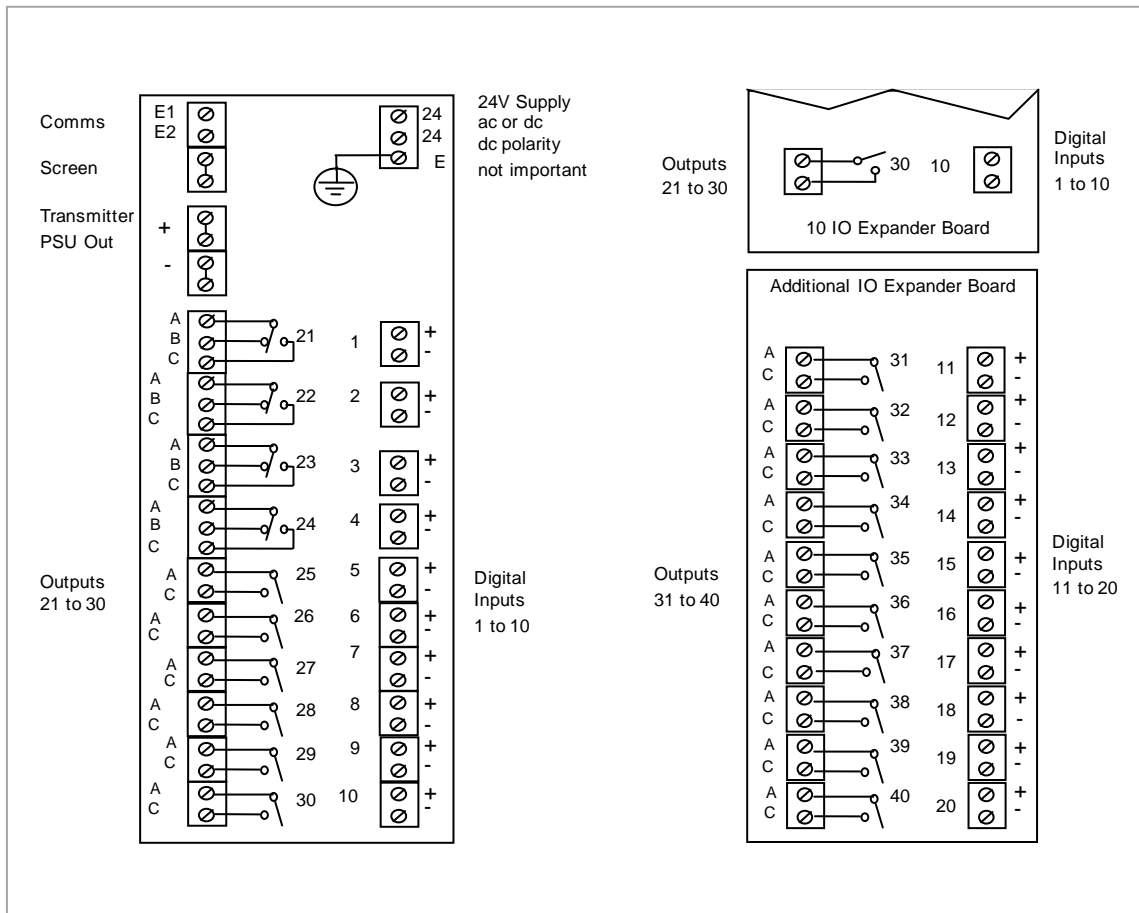 Comms
E1
E2
Screen
Transmitter
PSU Out
+
-
24
24
E
24V Supply
ac or dc
dc polarity
not important
A
B
C
21
1
+
-
A
B
C
22
2
+
-
A
B
C
23
3
+
-
A
B
C
24
4
+
-
A
C
25
5
+
-
A
C
26
6
+
-
A
C
27
7
+
-
A
C
28
8
+
-
A
C
29
9
+
-
A
C
30
10
+
-
Outputs
21 to 30
Digital
Inputs
1 to 10
Outputs
21 to 30
30
10
Digital
Inputs
1 to 10
10 IO Expander Board
Additional IO Expander Board
A
C
31
11
+
-
A
C
32
12
+
-
A
C
33
13
+
-
A
C
34
14
+
-
A
C
35
15
+
-
A
C
36
16
+
-
A
C
37
17
+
-
A
C
38
18
+
-
A
C
39
19
+
-
A
C
40
20
+
-
Outputs
31 to 40
Digital
Inputs
11 to 20